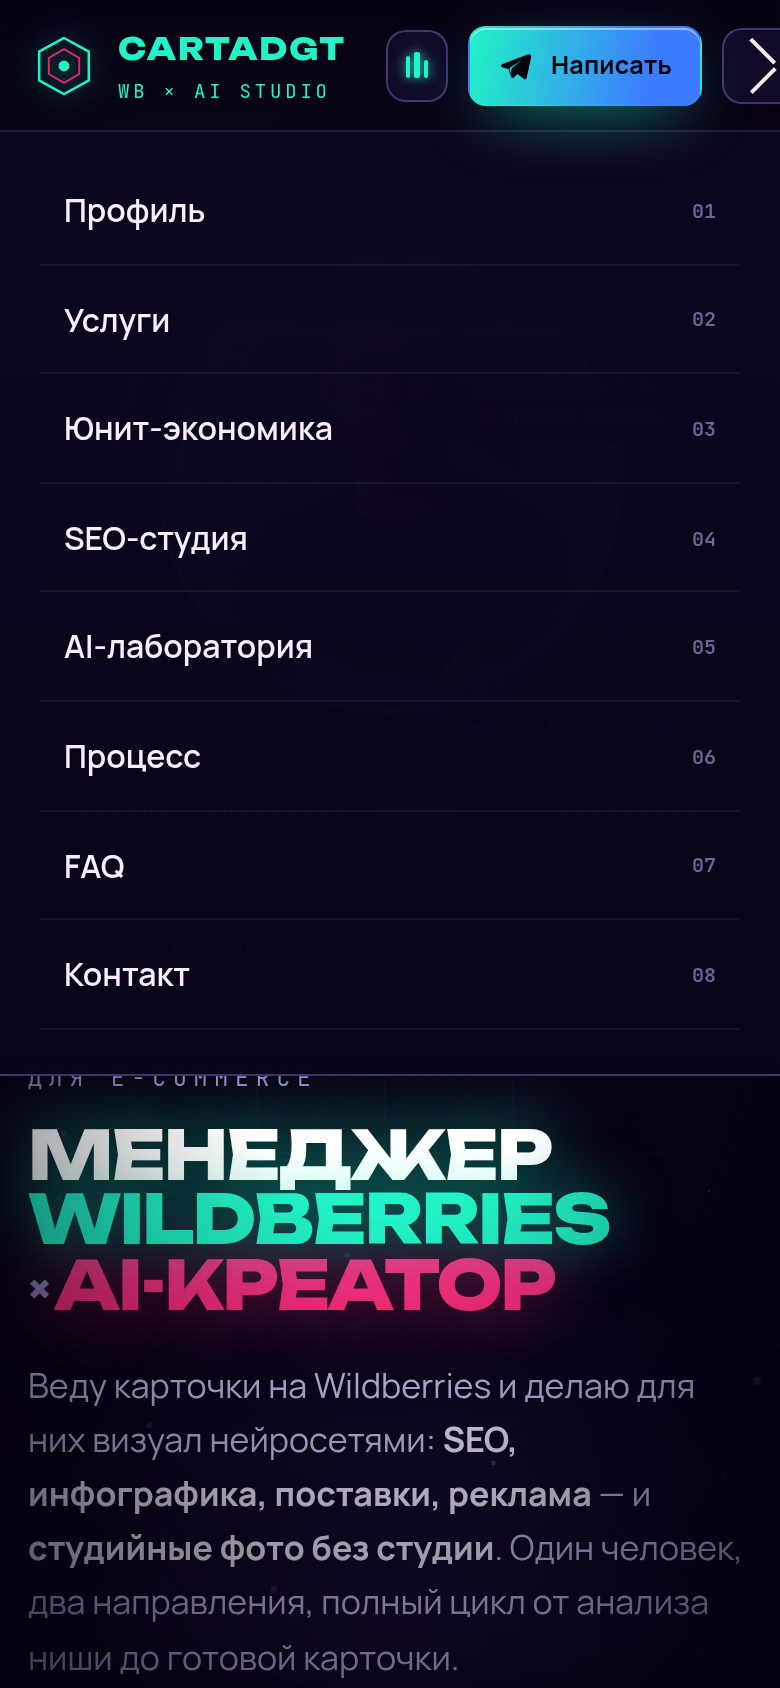 CARTADGT
WB × AI STUDIO
Написать
Профиль 01
Услуги 02
Юнит-экономика 03
SEO-студия 04
AI-лаборатория 05
Процесс 06
FAQ 07
Контакт 08
ДЛЯ E-COMMERCE
МЕНЕДЖЕР
WILDBERRIES
×AI-КРЕАТОР
Веду карточки на Wildberries и делаю для
них визуал нейросетями: SEO,
инфографика, поставки, реклама — и
студийные фото без студии. Один человек,
два направления, полный цикл от анализа
ниши до готовой карточки.